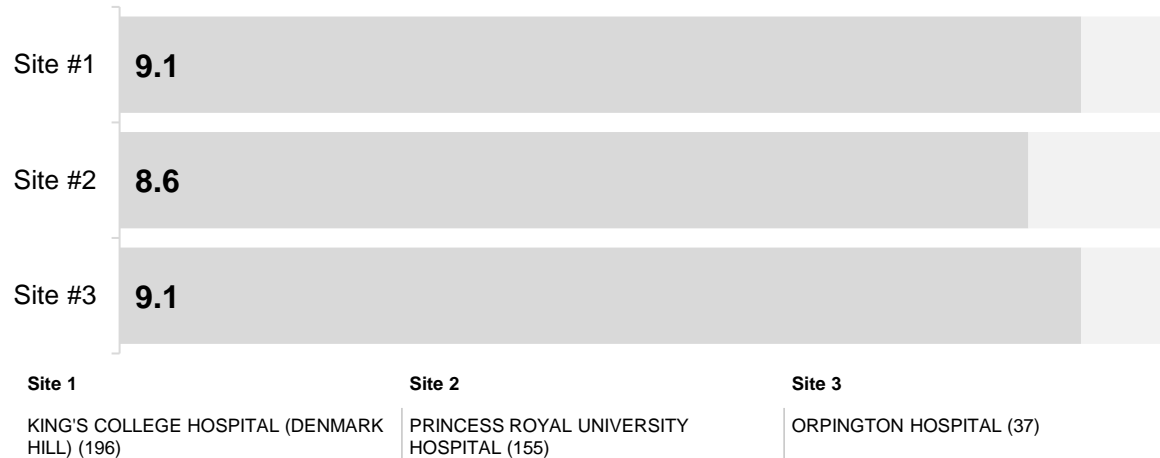 Site #1 9.1
Site #2 8.6
Site #3 9.1
Site 1
KING'S COLLEGE HOSPITAL (DENMARK
HILL) (196)
Site 2
PRINCESS ROYAL UNIVERSITY
HOSPITAL (155)
Site 3
ORPINGTON HOSPITAL (37)